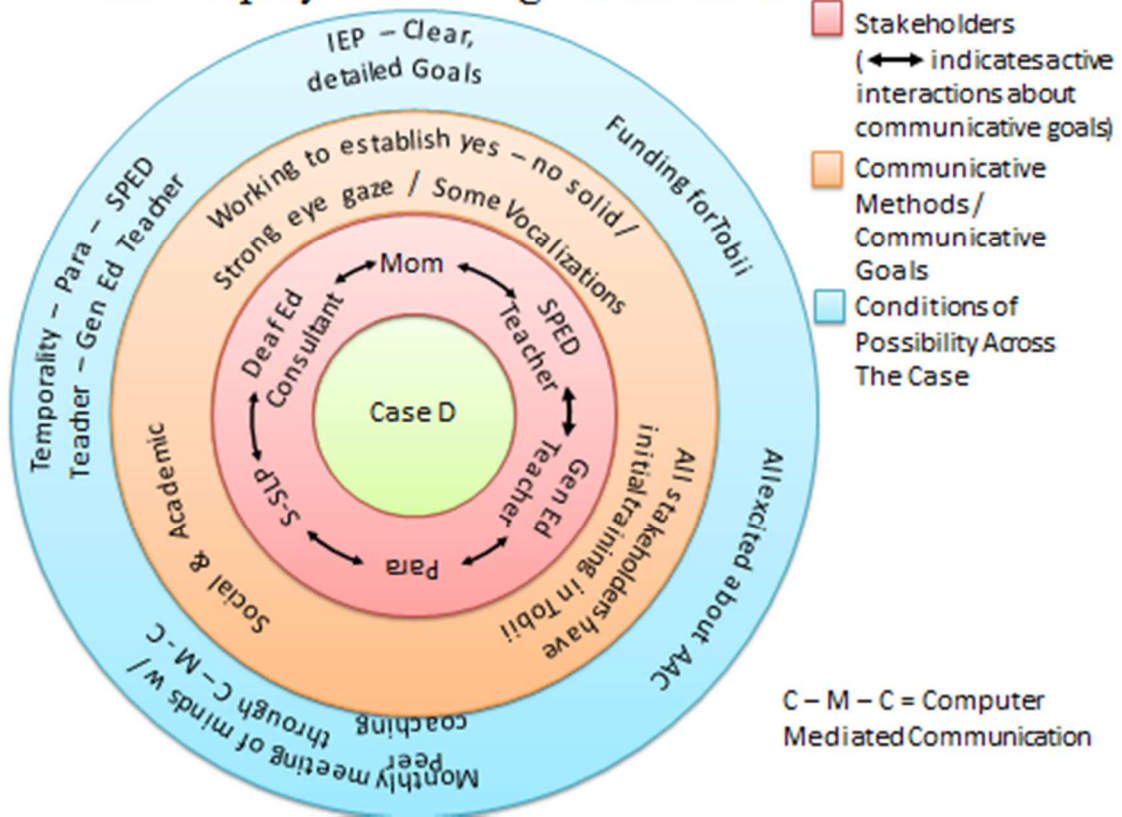 IEP – Clear,
detailed Goals
Funding for Tobii
All excited about AAC
Monthly meeting of minds w/
through C – M – C
Peer
coaching
Temporality – Para – SPED
Teacher – Gen Ed Teacher
Working to establish yes – no solid/
Strong eye gaze / Some Vocalizations
All stakeholders have
initial training in Tobii
Social & Academic
Mom
SPED
Teacher
Gen Ed
Teacher
Para
S-SLP
Deaf Ed
Consultant
Case D
Stakeholders
(↔ indicates active
interactions about
communicative goals)
Communicative
Methods/
Communicative
Goals
Conditions of
Possibility Across
The Case
C – M – C = Computer
Mediated Communication